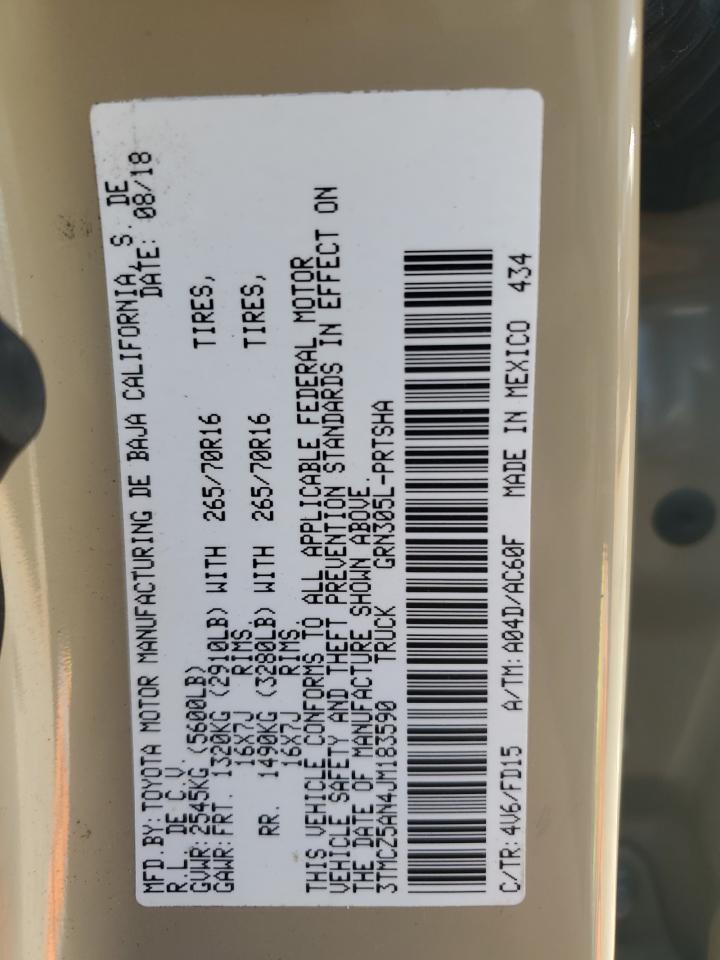 MFD BY: TOYOTA MOTOR MANUFACTURING DE BAJA CALIFORNIA, S. DE
R.L. DE C.V. DATE: 08/18
GVWR: 2545KG (5600LB)
GAWR: FRT. 1320KG (2910LB) WITH 265/70R16 TIRES,
16X7J RIMS,
RR. 1490KG (3280LB) WITH 265/70R16 TIRES,
16X7J RIMS
THIS VEHICLE CONFORMS TO ALL APPLICABLE FEDERAL MOTOR
VEHICLE SAFETY AND THEFT PREVENTION STANDARDS IN EFFECT ON
THE DATE OF MANUFACTURE SHOWN ABOVE.
3TMCZ5AN4JM183590 TRUCK GRN305L-PRTSHA
C/TR: 4V6/FD15 A/TM: A04D/AC60F MADE IN MEXICO 434